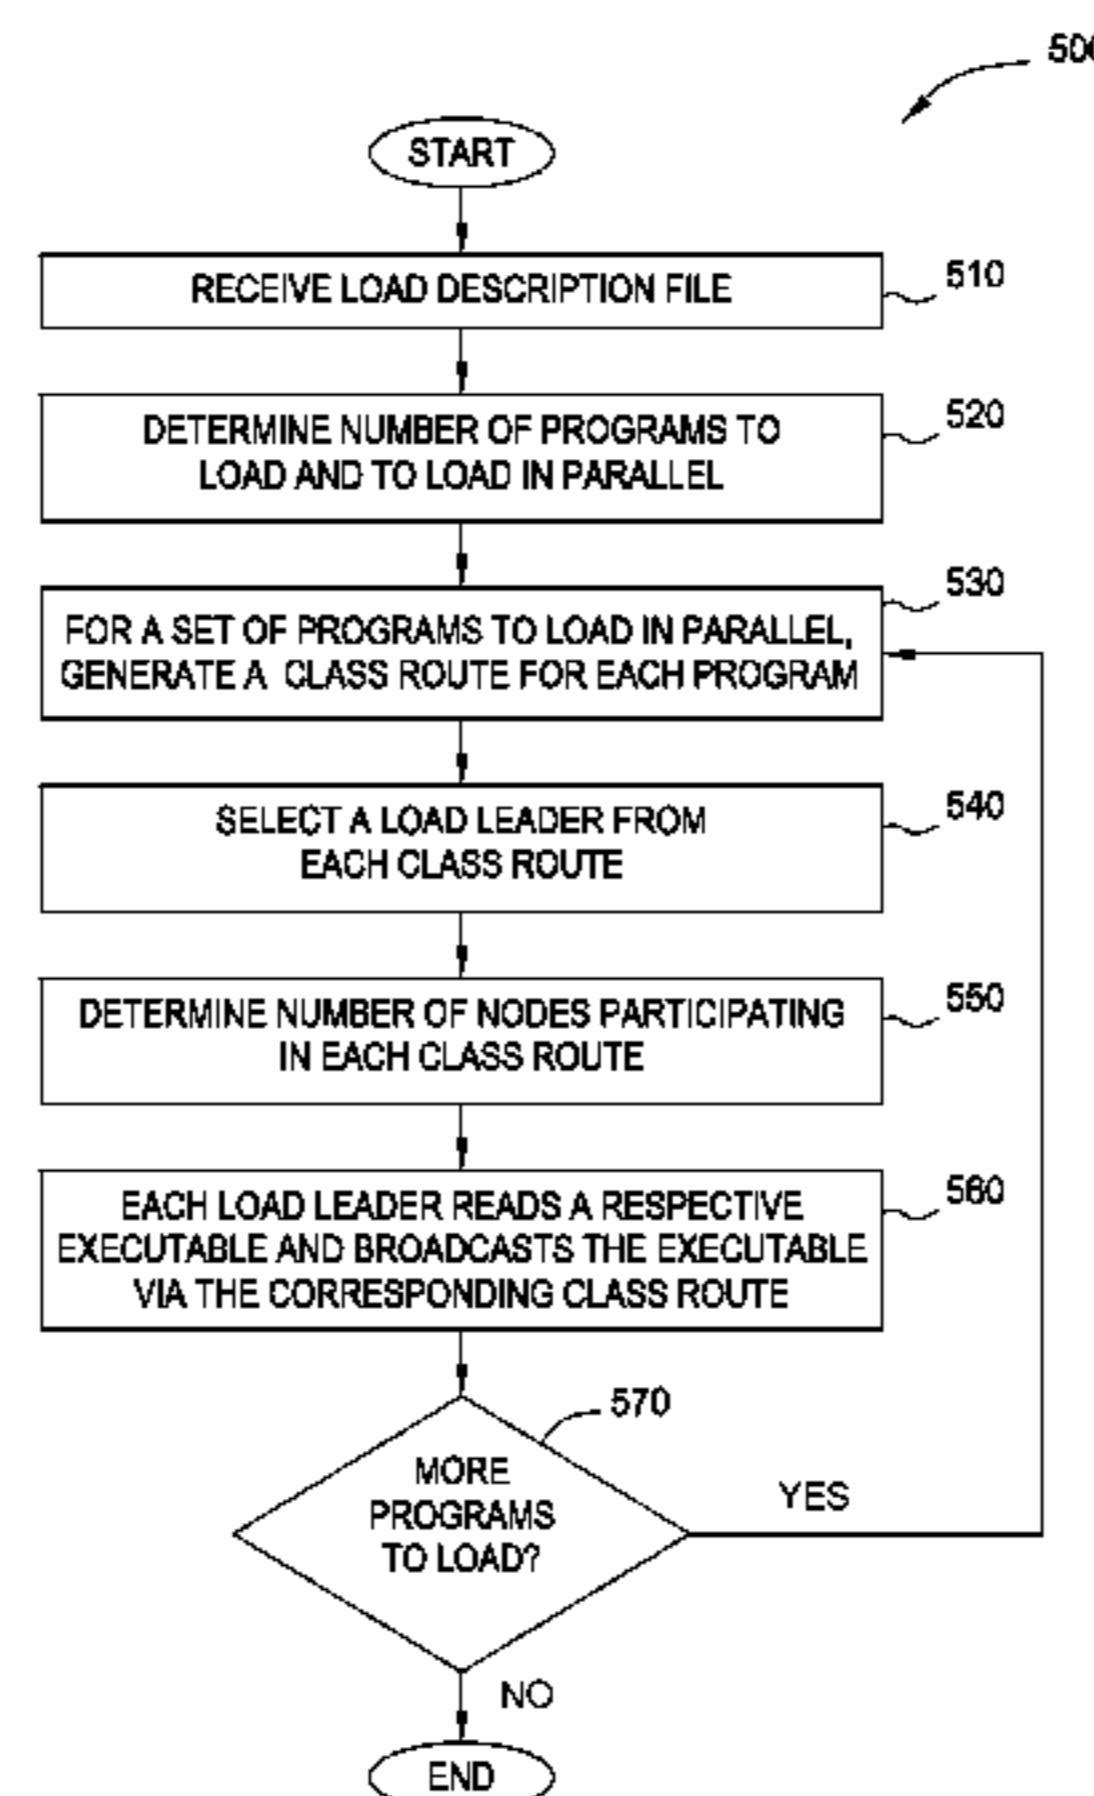 500
START
RECEIVE LOAD DESCRIPTION FILE
510
DETERMINE NUMBER OF PROGRAMS TO
LOAD AND TO LOAD IN PARALLEL
520
FOR A SET OF PROGRAMS TO LOAD IN PARALLEL,
GENERATE A CLASS ROUTE FOR EACH PROGRAM
530
SELECT A LOAD LEADER FROM
EACH CLASS ROUTE
540
DETERMINE NUMBER OF NODES PARTICIPATING
IN EACH CLASS ROUTE
550
EACH LOAD LEADER READS A RESPECTIVE
EXECUTABLE AND BROADCASTS THE EXECUTABLE
VIA THE CORRESPONDING CLASS ROUTE
560
570
MORE
PROGRAMS
TO LOAD?
YES
NO
END